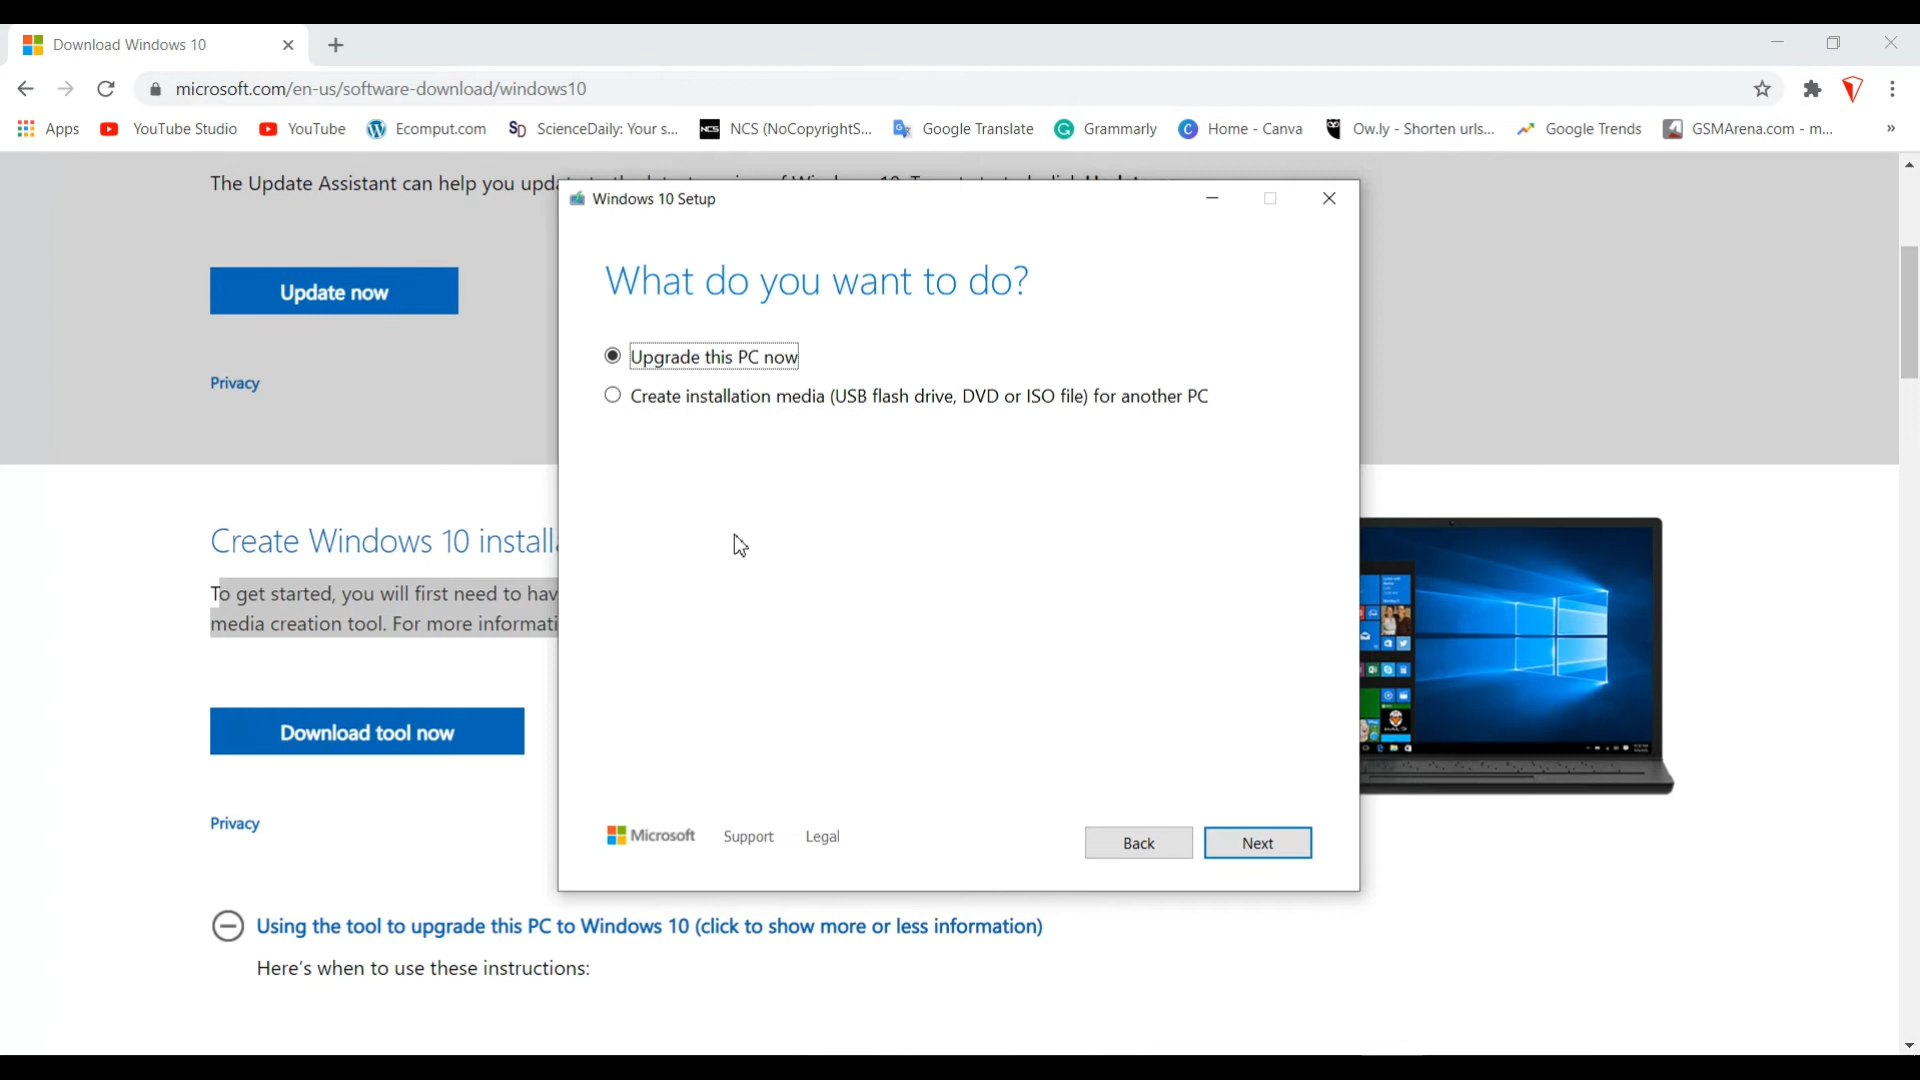 Download Windows 10
microsoft.com/en-us/software-download/windows10
Apps YouTube Studio YouTube Ecomput.com ScienceDaily: Your s... NCS (NoCopyrightS... Google Translate Grammarly Home - Canva Ow.ly - Shorten urls... Google Trends GSMArena.com - m... »
The Update Assistant can help you
Update now
Privacy
Windows 10 Setup
What do you want to do?
Upgrade this PC now
Create installation media (USB flash drive, DVD or ISO file) for another PC
Microsoft Support Legal
Back Next
Create Windows 10
To get started, you will first need to
media creation tool. For more
Download tool now
Privacy
Using the tool to upgrade this PC to Windows 10 (click to show more or less information)
Here's when to use these instructions: